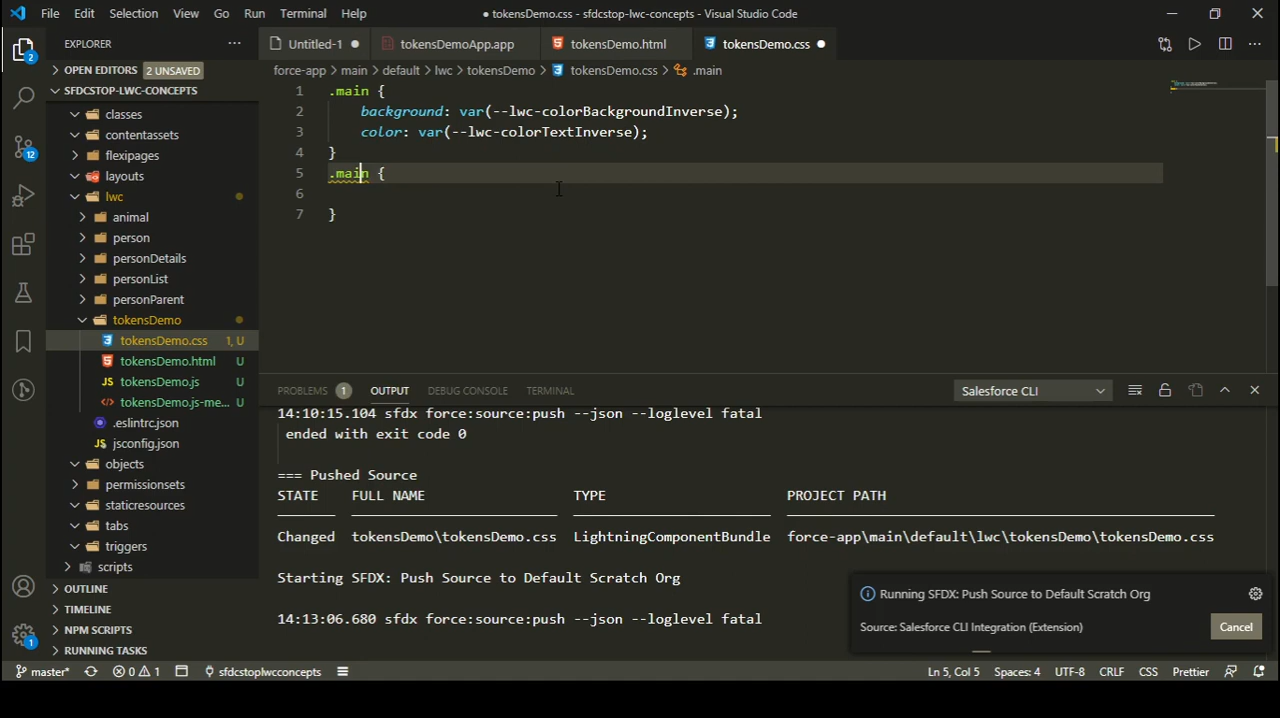 File Edit Selection View Go Run Terminal Help
● tokensDemo.css - sfdcstop-lwc-concepts - Visual Studio Code
EXPLORER
Untitled-1
tokensDemoApp.app
tokensDemo.html
tokensDemo.css
OPEN EDITORS 2 UNSAVED
SFDCSTOP-LWC-CONCEPTS
classes
contentassets
flexipages
layouts
lwc
animal
person
personDetails
personList
personParent
tokensDemo
tokensDemo.css 1, U
tokensDemo.html U
tokensDemo.js U
tokensDemo.js-me... U
.eslintrc.json
jsconfig.json
objects
permissionsets
staticresources
tabs
triggers
scripts
OUTLINE
TIMELINE
NPM SCRIPTS
RUNNING TASKS
2
12
1
force-app > main > default > lwc > tokensDemo > tokensDemo.css > .main
1 .main {
2 background: var(--lwc-colorBackgroundInverse);
3 color: var(--lwc-colorTextInverse);
4 }
5 .main {
6
7 }
PROBLEMS 1 OUTPUT DEBUG CONSOLE TERMINAL
Salesforce CLI
14:10:15.104 sfdx force:source:push --json --loglevel fatal
ended with exit code 0
=== Pushed Source
STATE FULL NAME TYPE PROJECT PATH
Changed tokensDemo\tokensDemo.css LightningComponentBundle force-app\main\default\lwc\tokensDemo\tokensDemo.css
Starting SFDX: Push Source to Default Scratch Org
14:13:06.680 sfdx force:source:push --json --loglevel fatal
Running SFDX: Push Source to Default Scratch Org
Source: Salesforce CLI Integration (Extension)
Cancel
master* 0 1 sfdcstoplwcconcepts
Ln 5, Col 5 Spaces: 4 UTF-8 CRLF CSS Prettier